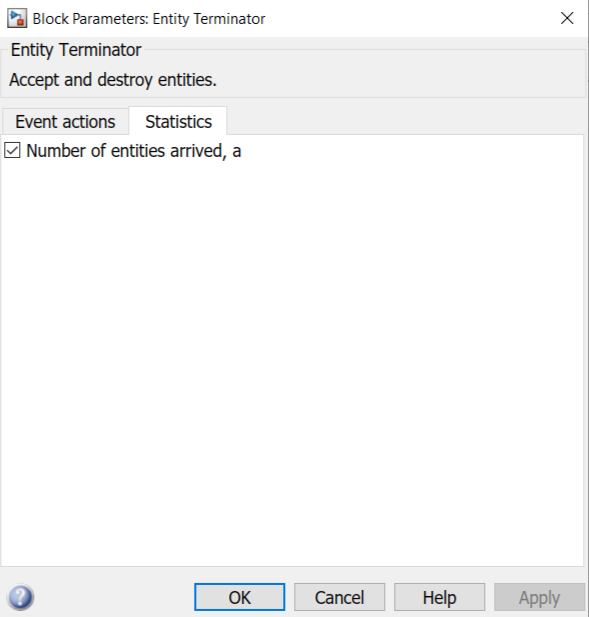 Block Parameters: Entity Terminator
Entity Terminator
Accept and destroy entities.
Event actions Statistics
Number of entities arrived, a
OK Cancel Help Apply